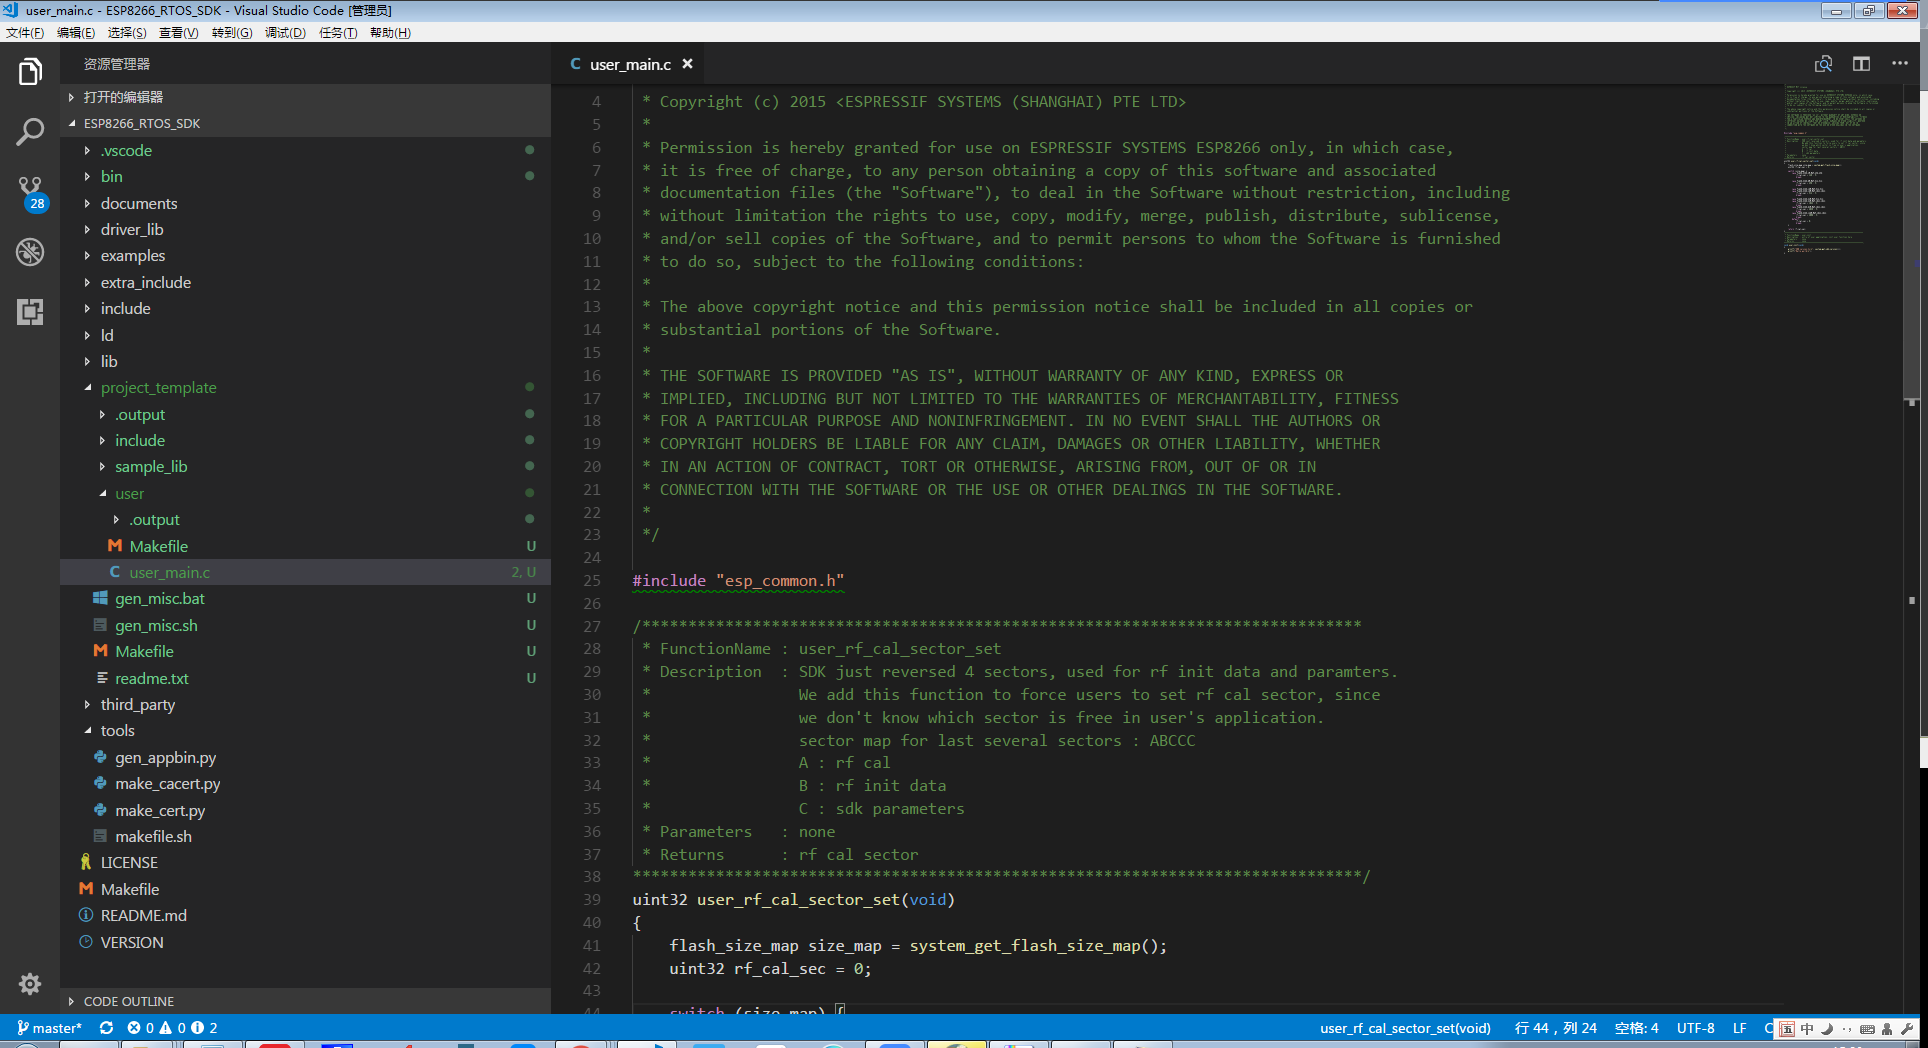 user_main.c - ESP8266_RTOS_SDK - Visual Studio Code [管理员]
文件(F) 编辑(E) 选择(S) 查看(V) 转到(G) 调试(D) 任务(T) 帮助(H)
资源管理器
打开的编辑器
ESP8266_RTOS_SDK
.vscode
bin
documents
driver_lib
examples
extra_include
include
ld
lib
project_template
.output
include
sample_lib
user
.output
Makefile U
user_main.c 2, U
gen_misc.bat U
gen_misc.sh U
Makefile U
readme.txt U
third_party
tools
gen_appbin.py
make_cacert.py
make_cert.py
makefile.sh
LICENSE
Makefile
README.md
VERSION
CODE OUTLINE
28
C user_main.c
4 * Copyright (c) 2015 <ESPRESSIF SYSTEMS (SHANGHAI) PTE LTD>
5 *
6 * Permission is hereby granted for use on ESPRESSIF SYSTEMS ESP8266 only, in which case,
7 * it is free of charge, to any person obtaining a copy of this software and associated
8 * documentation files (the "Software"), to deal in the Software without restriction, including
9 * without limitation the rights to use, copy, modify, merge, publish, distribute, sublicense,
10 * and/or sell copies of the Software, and to permit persons to whom the Software is furnished
11 * to do so, subject to the following conditions:
12 *
13 * The above copyright notice and this permission notice shall be included in all copies or
14 * substantial portions of the Software.
15 *
16 * THE SOFTWARE IS PROVIDED "AS IS", WITHOUT WARRANTY OF ANY KIND, EXPRESS OR
17 * IMPLIED, INCLUDING BUT NOT LIMITED TO THE WARRANTIES OF MERCHANTABILITY, FITNESS
18 * FOR A PARTICULAR PURPOSE AND NONINFRINGEMENT. IN NO EVENT SHALL THE AUTHORS OR
19 * COPYRIGHT HOLDERS BE LIABLE FOR ANY CLAIM, DAMAGES OR OTHER LIABILITY, WHETHER
20 * IN AN ACTION OF CONTRACT, TORT OR OTHERWISE, ARISING FROM, OUT OF OR IN
21 * CONNECTION WITH THE SOFTWARE OR THE USE OR OTHER DEALINGS IN THE SOFTWARE.
22 *
23 */
24
25 #include "esp_common.h"
26
27 /******************************************************************************
28 * FunctionName : user_rf_cal_sector_set
29 * Description : SDK just reversed 4 sectors, used for rf init data and paramters.
30 * We add this function to force users to set rf cal sector, since
31 * we don't know which sector is free in user's application.
32 * sector map for last several sectors : ABCCC
33 * A : rf cal
34 * B : rf init data
35 * C : sdk parameters
36 * Parameters : none
37 * Returns : rf cal sector
38 *******************************************************************************/
39 uint32 user_rf_cal_sector_set(void)
40 {
41 flash_size_map size_map = system_get_flash_size_map();
42 uint32 rf_cal_sec = 0;
43
44 switch (size_map) {
master* 0 0 2 user_rf_cal_sector_set(void) 行 44，列 24 空格: 4 UTF-8 LF C 五 中